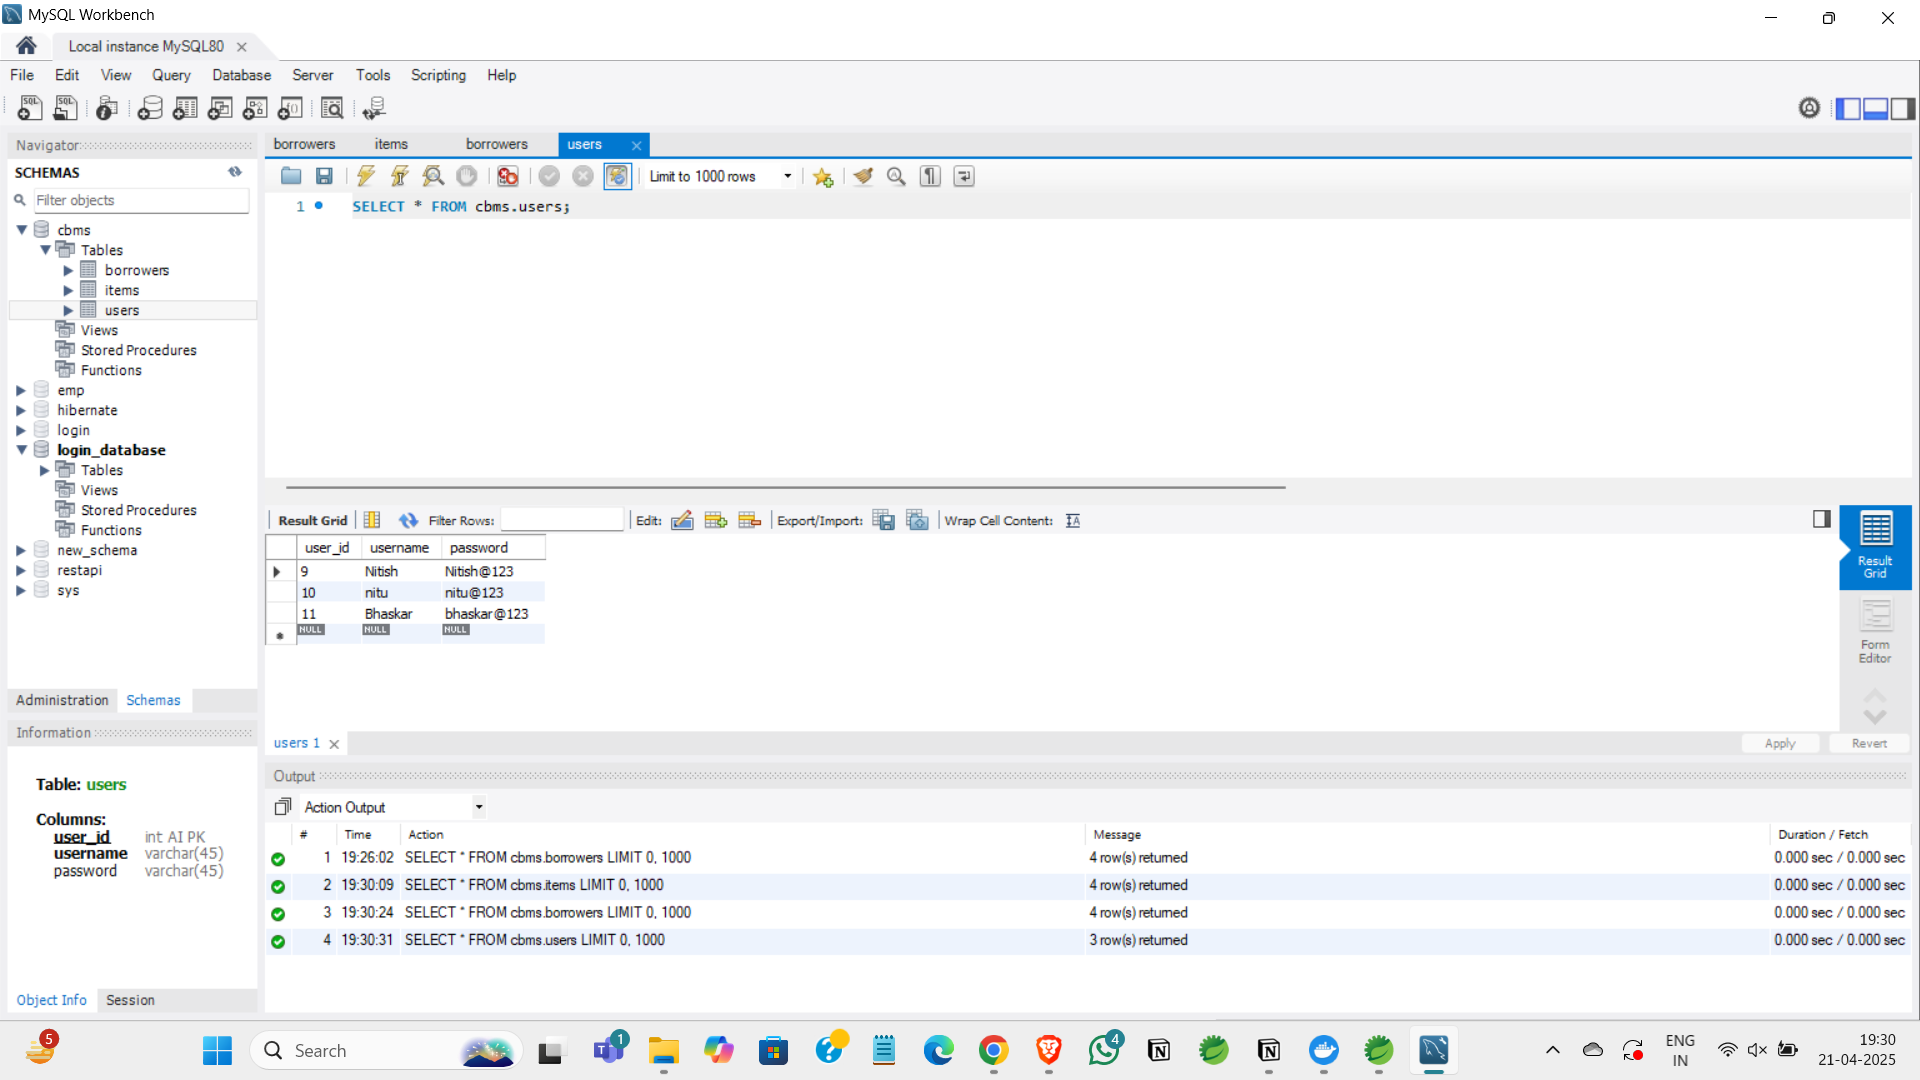 MySQL Workbench
Local instance MySQL80
File Edit View Query Database Server Tools Scripting Help
Navigator
SCHEMAS
Filter objects
cbms
Tables
borrowers
items
users
Views
Stored Procedures
Functions
emp
hibernate
login
login_database
Tables
Views
Stored Procedures
Functions
new_schema
restapi
sys
Administration Schemas
Information
Table: users
Columns:
user_id int AI PK
username varchar(45)
password varchar(45)
Object Info Session
borrowers items borrowers users
Limit to 1000 rows
1 SELECT * FROM cbms.users;
Result Grid Filter Rows: Edit: Export/Import: Wrap Cell Content:
user_id username password
9 Nitish Nitish@123
10 nitu nitu@123
11 Bhaskar bhaskar@123
NULL NULL NULL
Result
Grid
Form
Editor
users 1
Apply Revert
Output
Action Output
# Time Action Message Duration / Fetch
1 19:26:02 SELECT * FROM cbms.borrowers LIMIT 0, 1000 4 row(s) returned 0.000 sec / 0.000 sec
2 19:30:09 SELECT * FROM cbms.items LIMIT 0, 1000 4 row(s) returned 0.000 sec / 0.000 sec
3 19:30:24 SELECT * FROM cbms.borrowers LIMIT 0, 1000 4 row(s) returned 0.000 sec / 0.000 sec
4 19:30:31 SELECT * FROM cbms.users LIMIT 0, 1000 3 row(s) returned 0.000 sec / 0.000 sec
5
Search
1
4
ENG
IN
19:30
21-04-2025